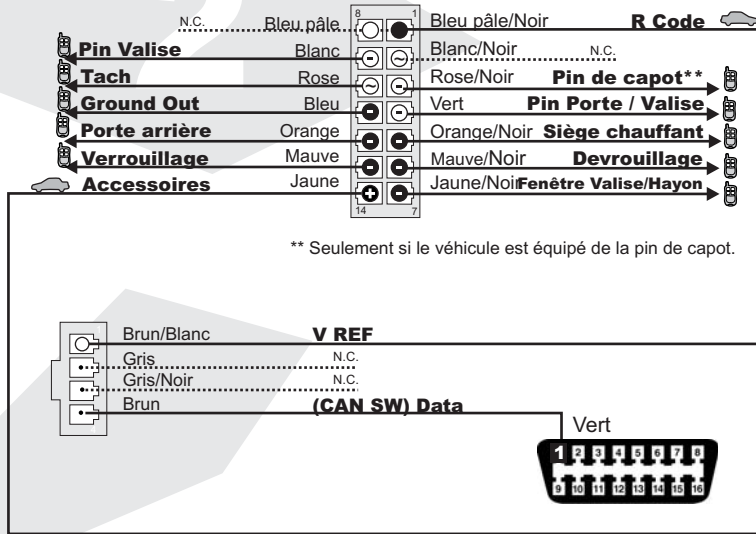 8 1
N.C. Bleu pâle Bleu pâle/Noir R Code
Pin Valise Blanc Blanc/Noir N.C.
Tach Rose Rose/Noir Pin de capot**
Ground Out Bleu Vert Pin Porte / Valise
Porte arrière Orange Orange/Noir Siège chauffant
Verrouillage Mauve Mauve/Noir Devrouillage
Accessoires Jaune Jaune/Noir Fenêtre Valise/Hayon
14 7
** Seulement si le véhicule est équipé de la pin de capot.
Brun/Blanc V REF
Gris N.C.
Gris/Noir N.C.
Brun (CAN SW) Data
4
Vert
1 2 3 4 5 6 7 8
9 10 11 12 13 14 15 16